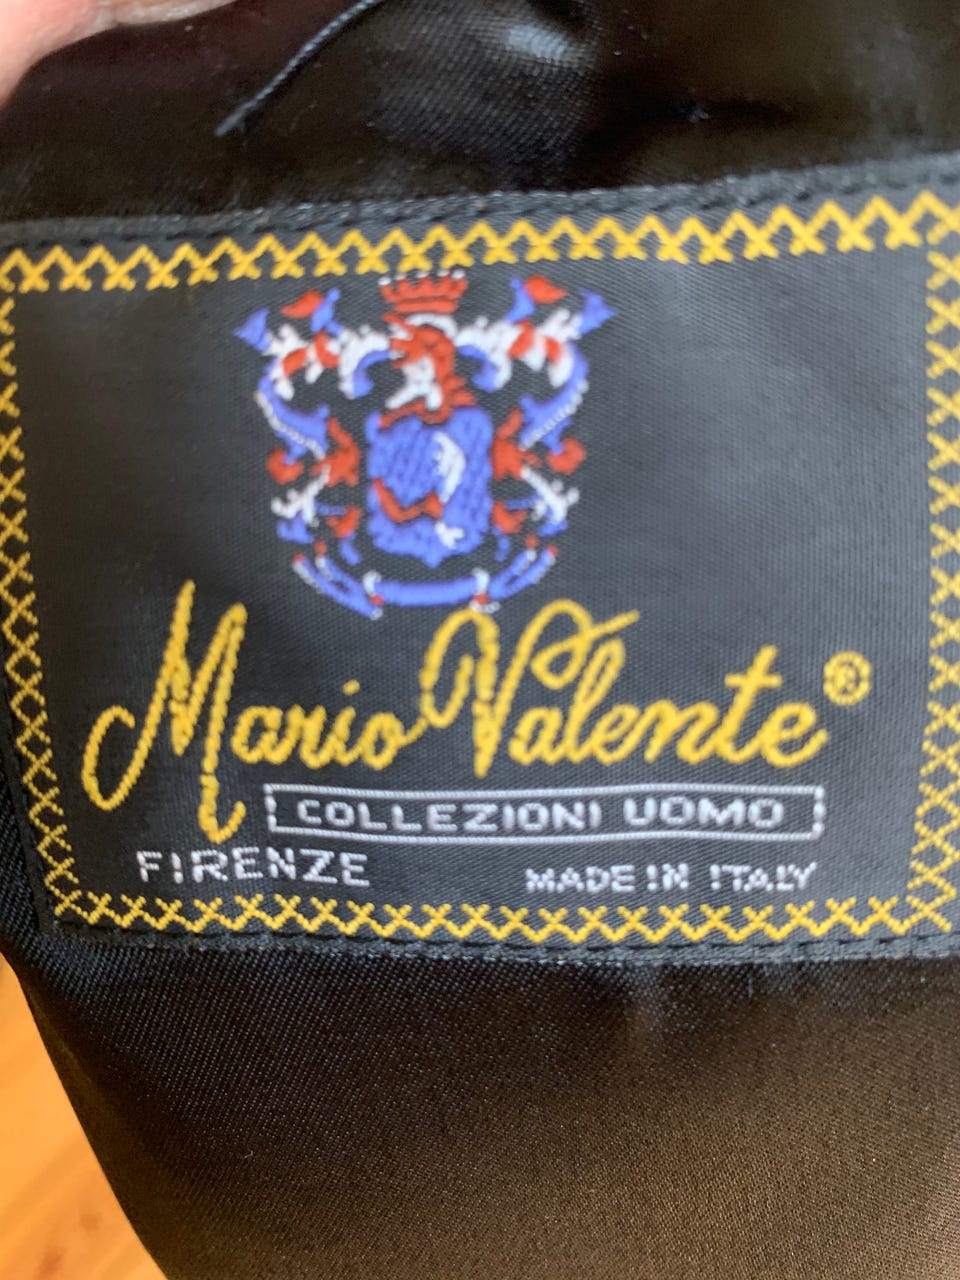 Mario Valente®
COLLEZIONI UOMO
FIRENZE
MADE IN ITALY